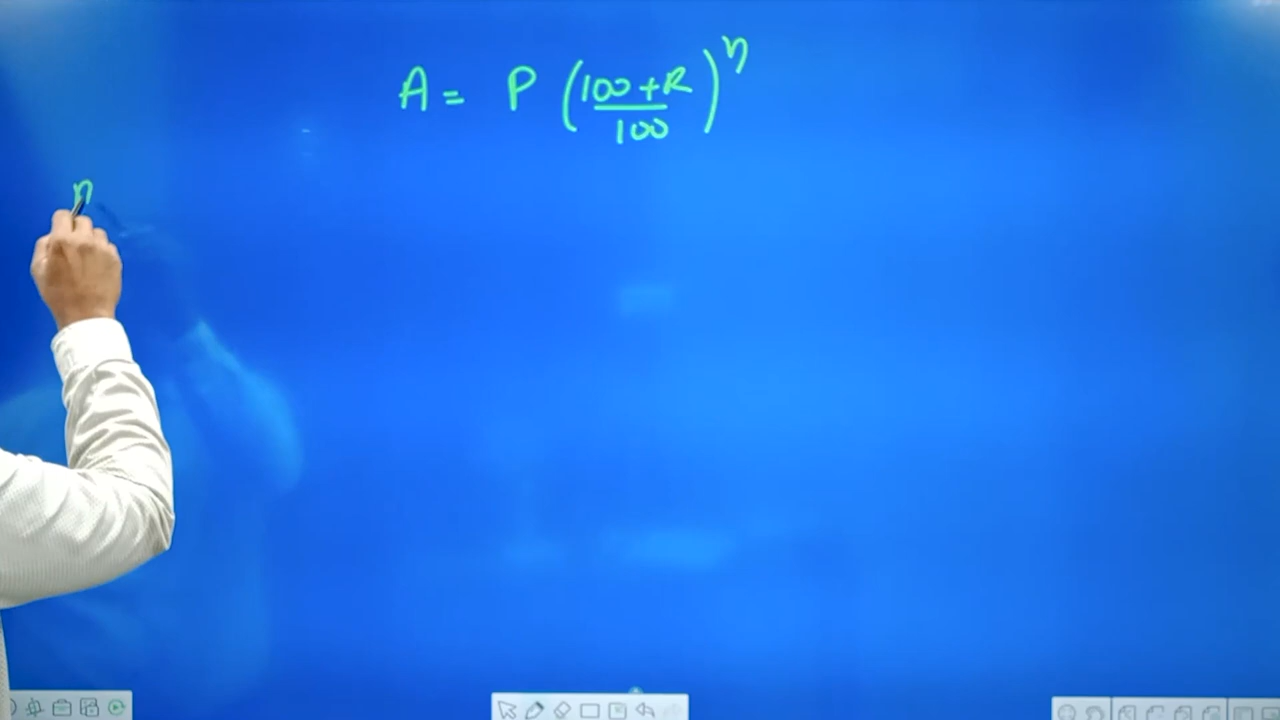 A = P (100 + R / 100)^n
n